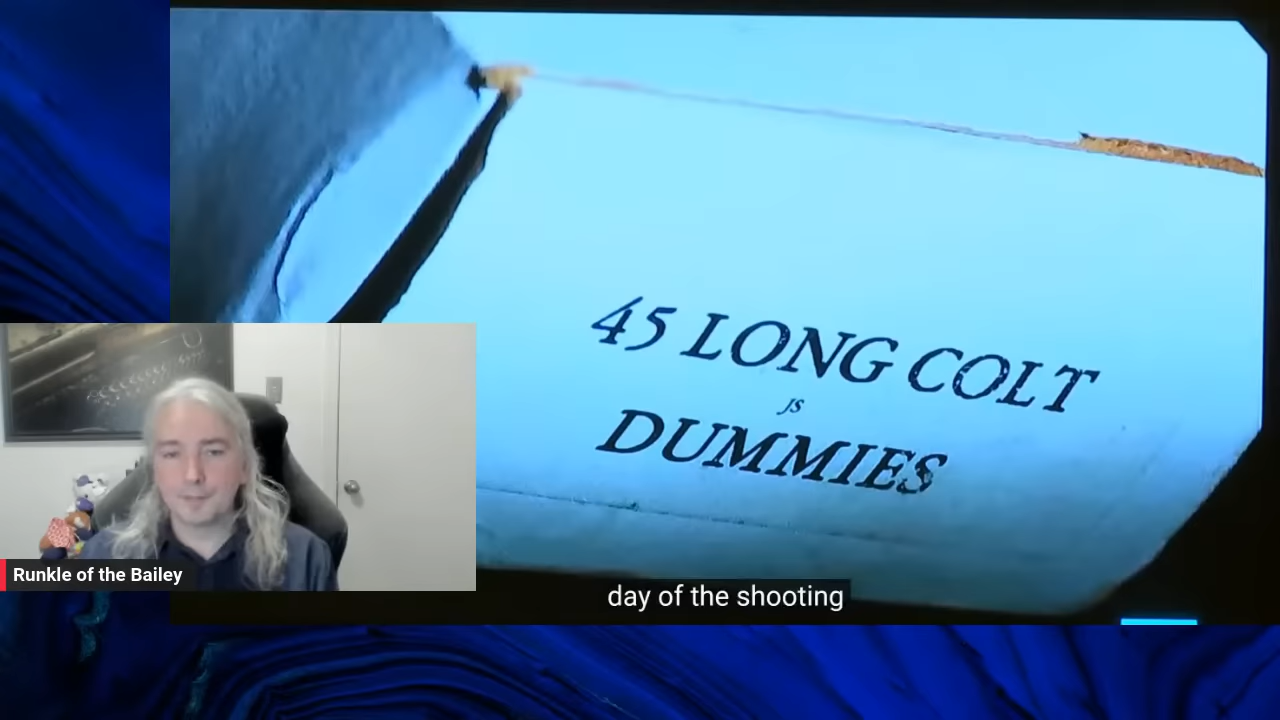 45 LONG COLT
JS
DUMMIES
Runkle of the Bailey
day of the shooting